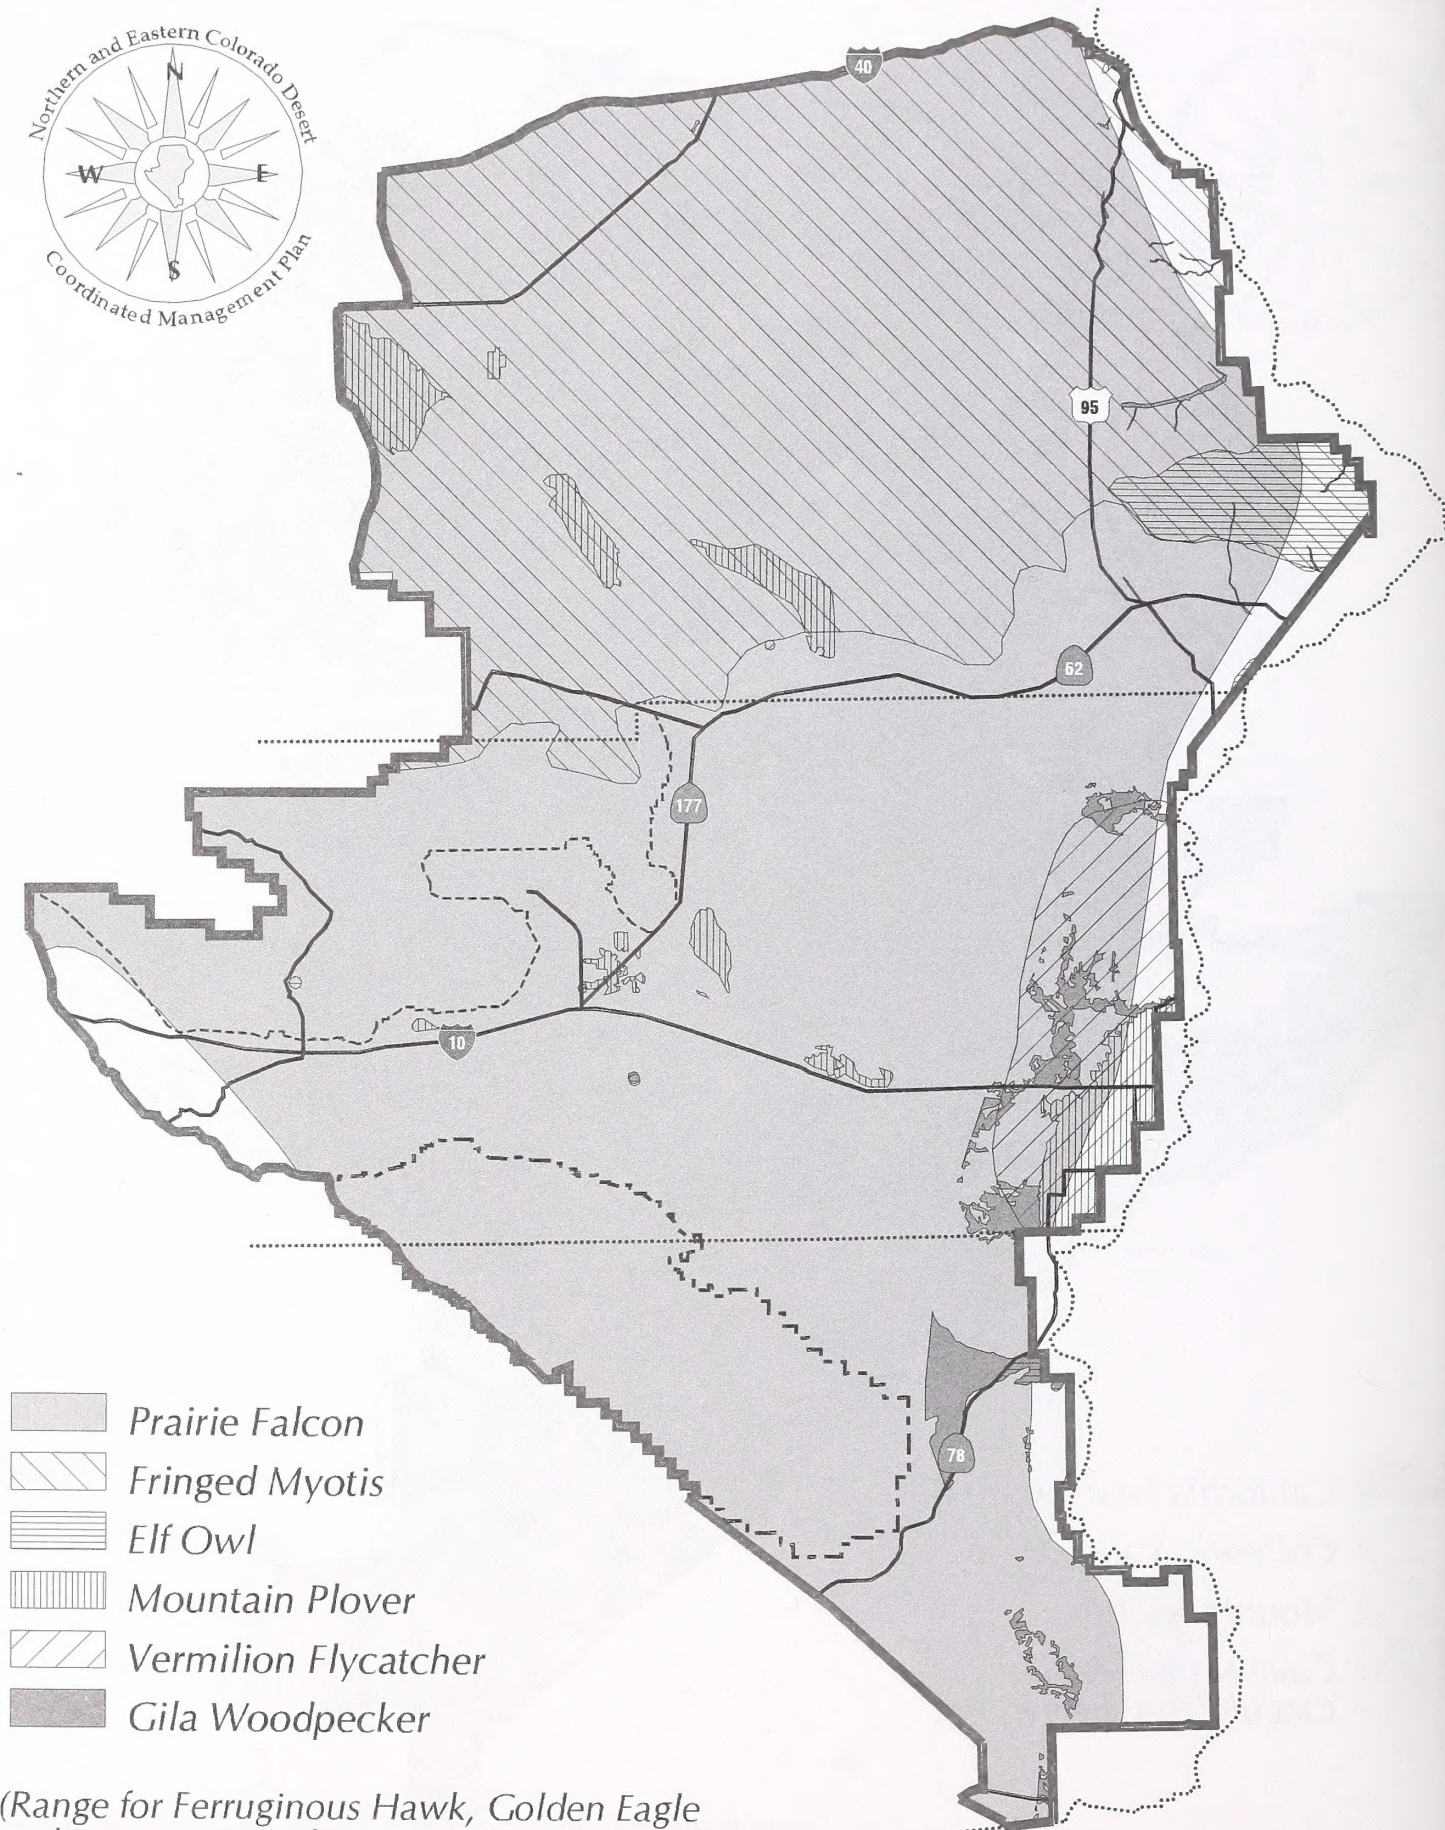 Northern and Eastern Colorado Desert
N
W
E
S
Coordinated Management Plan
40
95
62
177
10
78
Prairie Falcon
Fringed Myotis
Elf Owl
Mountain Plover
Vermilion Flycatcher
Gila Woodpecker
(Range for Ferruginous Hawk, Golden Eagle